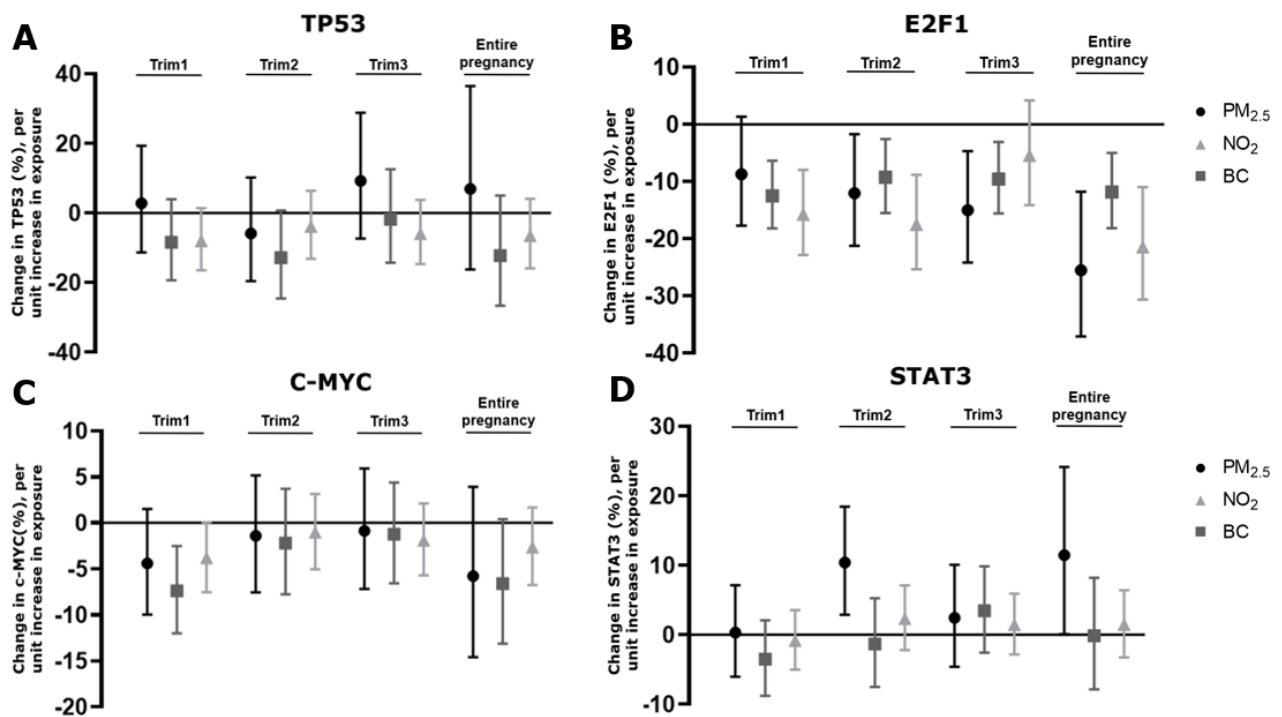 A
TP53
Trim1
Trim2
Trim3
Entire
pregnancy
Change in TP53 (%), per
unit increase in exposure
40
20
0
-20
-40
B
E2F1
Trim1
Trim2
Trim3
Entire
pregnancy
Change in E2F1 (%), per
unit increase in exposure
10
0
-10
-20
-30
-40
PM2.5
NO2
BC
C
C-MYC
Trim1
Trim2
Trim3
Entire
pregnancy
Change in c-MYC(%), per
unit increase in exposure
10
5
0
-5
-10
-15
-20
D
STAT3
Trim1
Trim2
Trim3
Entire
pregnancy
Change in STAT3 (%), per
unit increase in exposure
30
20
10
0
-10
PM2.5
NO2
BC